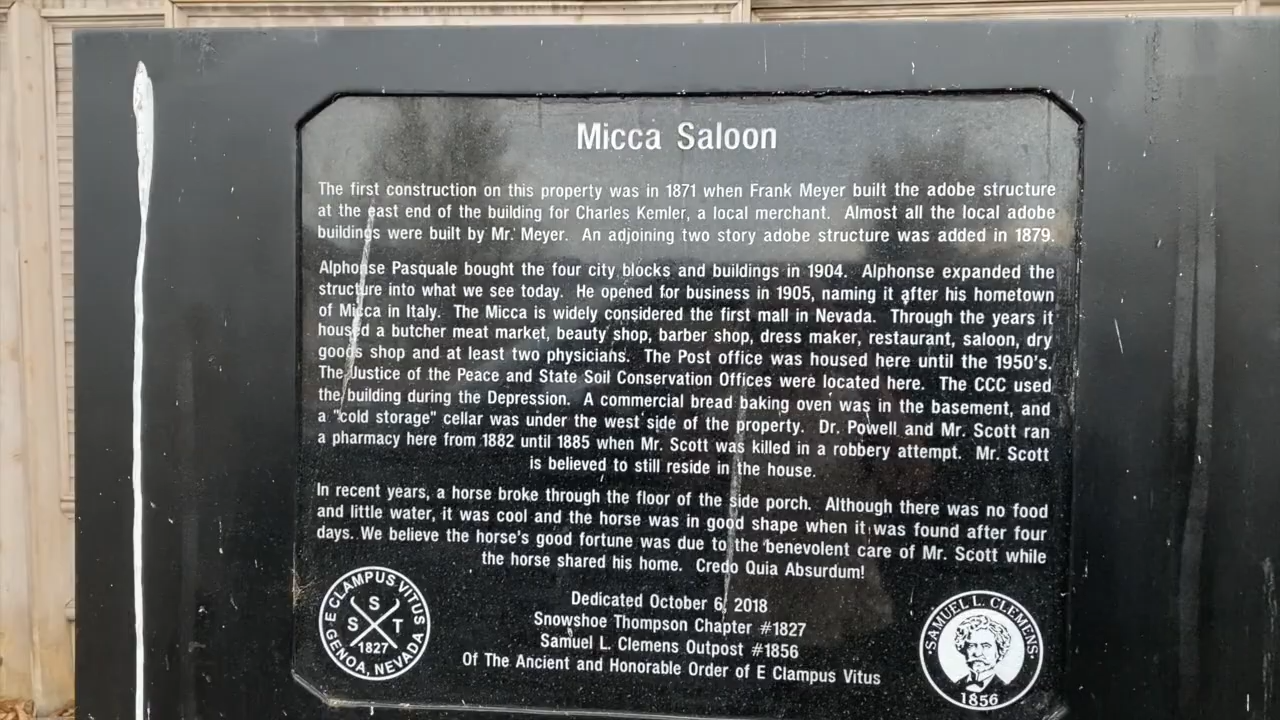 Micca Saloon
The first construction on this property was in 1871 when Frank Meyer built the adobe structure
at the east end of the building for Charles Kemler, a local merchant. Almost all the local adobe
buildings were built by Mr. Meyer. An adjoining two story adobe structure was added in 1879.
Alphonse Pasquale bought the four city blocks and buildings in 1904. Alphonse expanded the
structure into what we see today. He opened for business in 1905, naming it after his hometown
of Micca in Italy. The Micca is widely considered the first mall in Nevada. Through the years it
housed a butcher meat market, beauty shop, barber shop, dress maker, restaurant, saloon, dry
goods shop and at least two physicians. The Post office was housed here until the 1950's.
The Justice of the Peace and State Soil Conservation Offices were located here. The CCC used
the building during the Depression. A commercial bread baking oven was in the basement, and
a "cold storage" cellar was under the west side of the property. Dr. Powell and Mr. Scott ran
a pharmacy here from 1882 until 1885 when Mr. Scott was killed in a robbery attempt. Mr. Scott
is believed to still reside in the house.
In recent years, a horse broke through the floor of the side porch. Although there was no food
and little water, it was cool and the horse was in good shape when it was found after four
days. We believe the horse's good fortune was due to the benevolent care of Mr. Scott while
the horse shared his home. Credo Quia Absurdum!
Dedicated October 6, 2018
Snowshoe Thompson Chapter #1827
Samuel L. Clemens Outpost #1856
Of The Ancient and Honorable Order of E Clampus Vitus
E CLAMPUS VITUS
S
S T
1827
GENOA, NEVADA
SAMUEL L. CLEMENS
1856